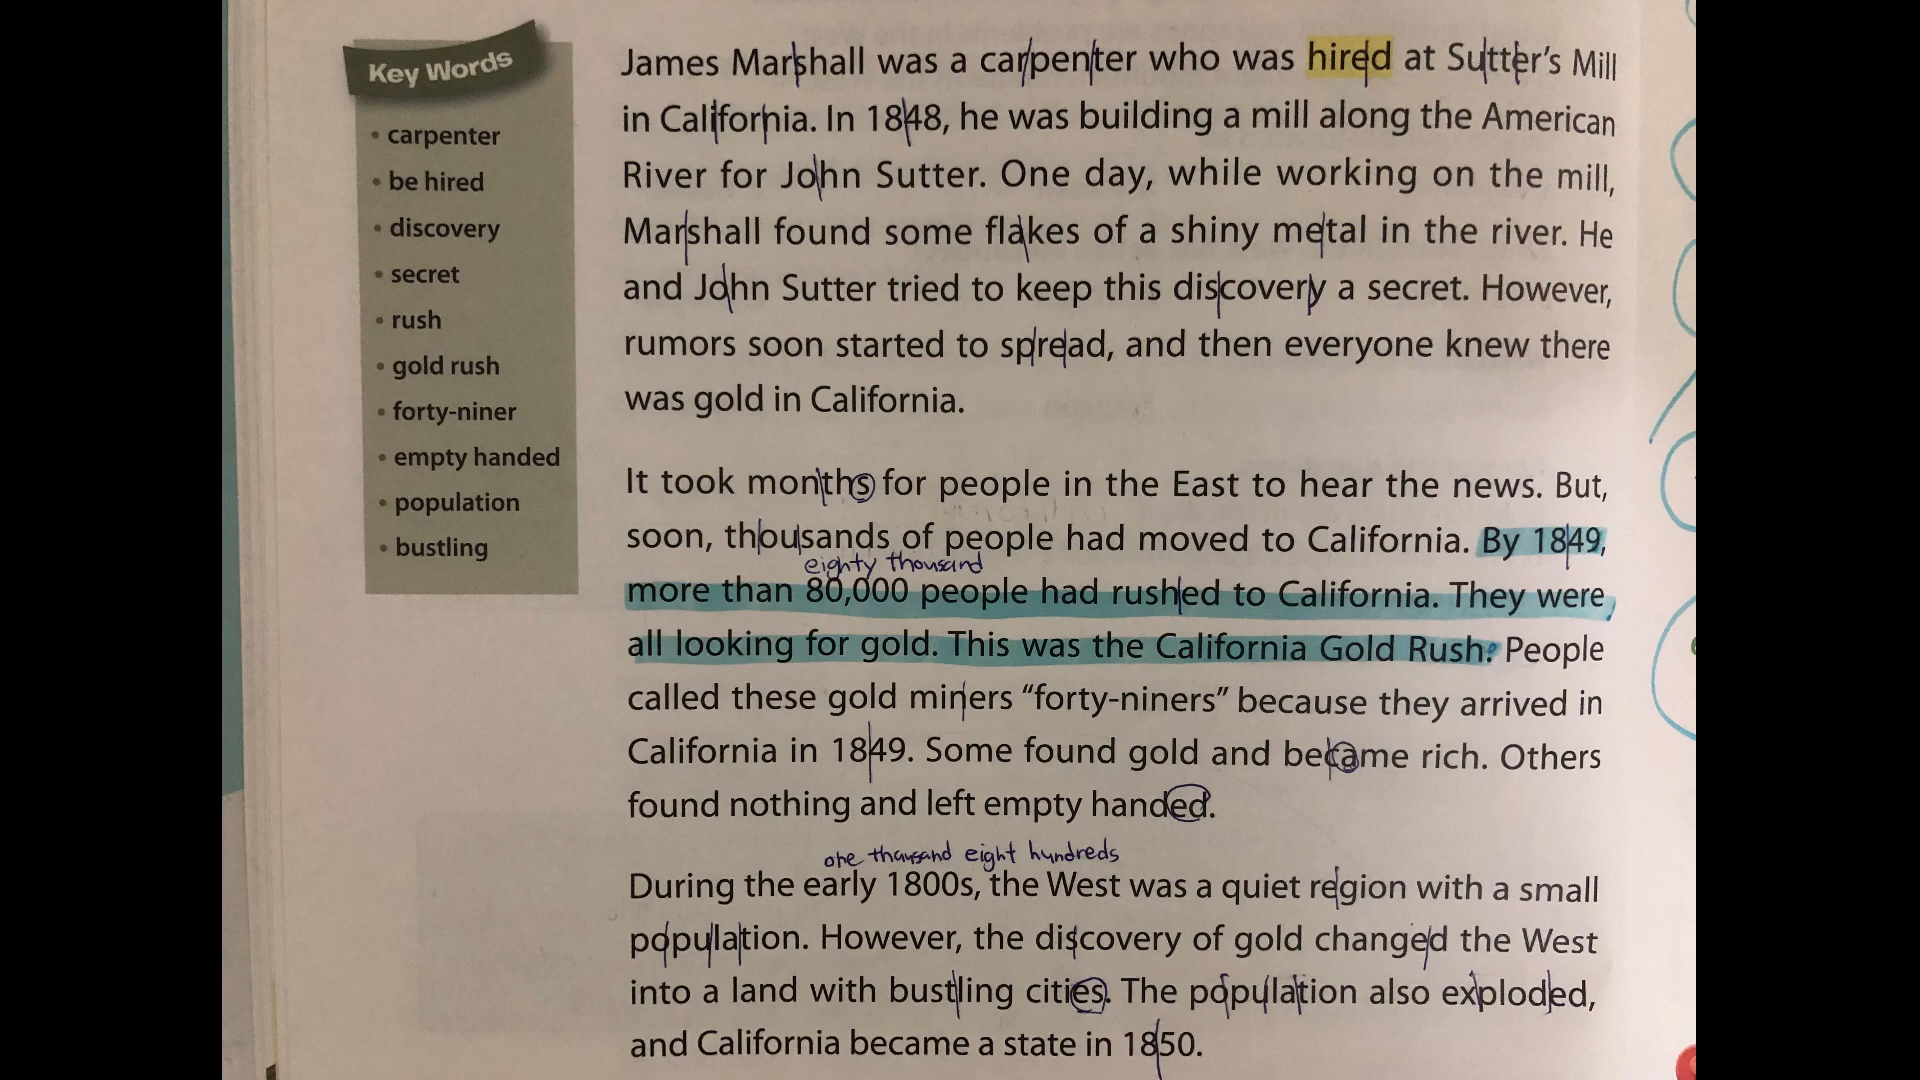 Key Words
• carpenter
• be hired
• discovery
• secret
• rush
• gold rush
• forty-niner
• empty handed
• population
• bustling
James Marshall was a carpenter who was hired at Sutter's Mill
in California. In 1848, he was building a mill along the American
River for John Sutter. One day, while working on the mill,
Marshall found some flakes of a shiny metal in the river. He
and John Sutter tried to keep this discovery a secret. However,
rumors soon started to spread, and then everyone knew there
was gold in California.
It took months for people in the East to hear the news. But,
soon, thousands of people had moved to California. By 1849,
eighty thousand
more than 80,000 people had rushed to California. They were
all looking for gold. This was the California Gold Rush. People
called these gold miners “forty-niners” because they arrived in
California in 1849. Some found gold and became rich. Others
found nothing and left empty handed.
one thousand eight hundreds
During the early 1800s, the West was a quiet region with a small
population. However, the discovery of gold changed the West
into a land with bustling cities. The population also exploded,
and California became a state in 1850.